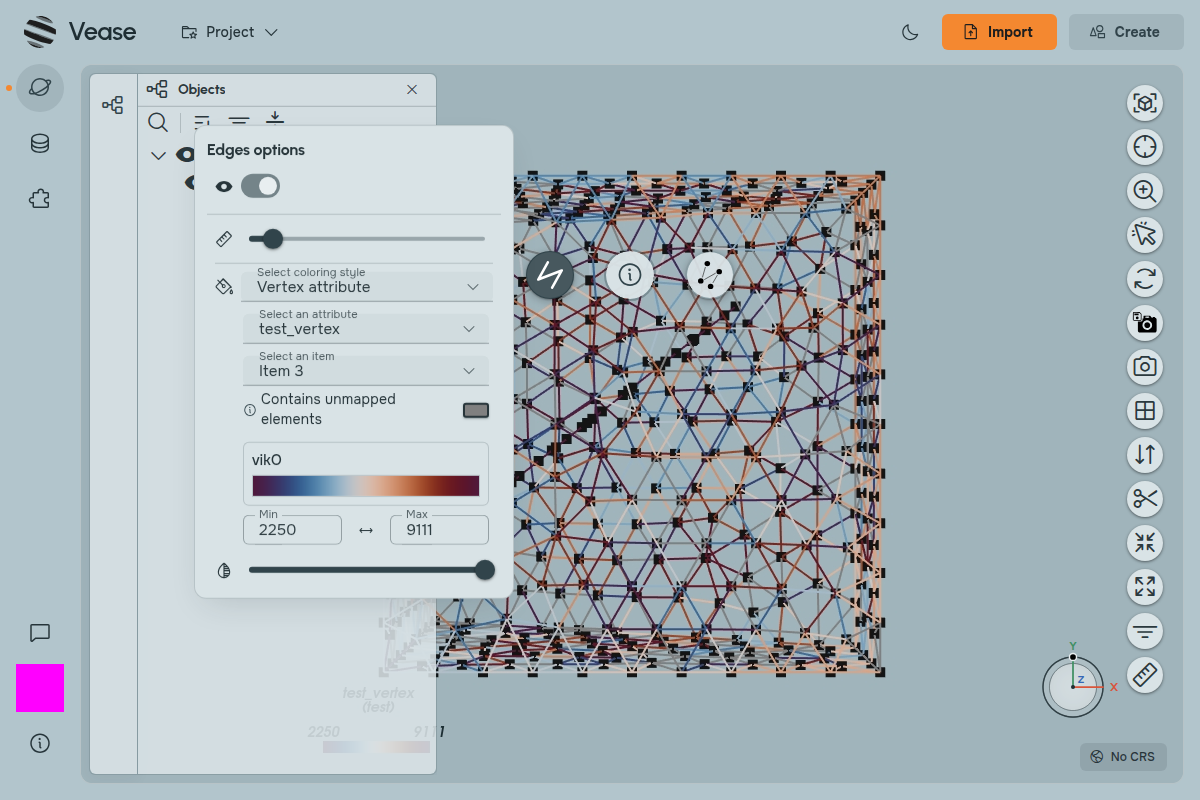 Vease
Project
Import
Create
Objects
Edges options
Select coloring style
Vertex attribute
Select an attribute
test_vertex
Select an item
Item 3
Contains unmapped
elements
vikO
Min
2250
Max
9111
test_vertex
(test)
2250
9111
Y
Z
X
No CRS